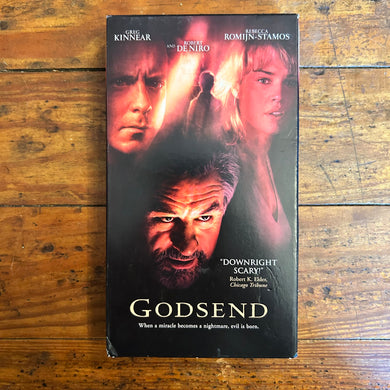 GREG
KINNEAR
ROBERT
AND DE NIRO
REBECCA
ROMIJN-STAMOS
"DOWNRIGHT
SCARY!"
Robert K. Elder,
Chicago Tribune
GODSEND
When a miracle becomes a nightmare, evil is born.